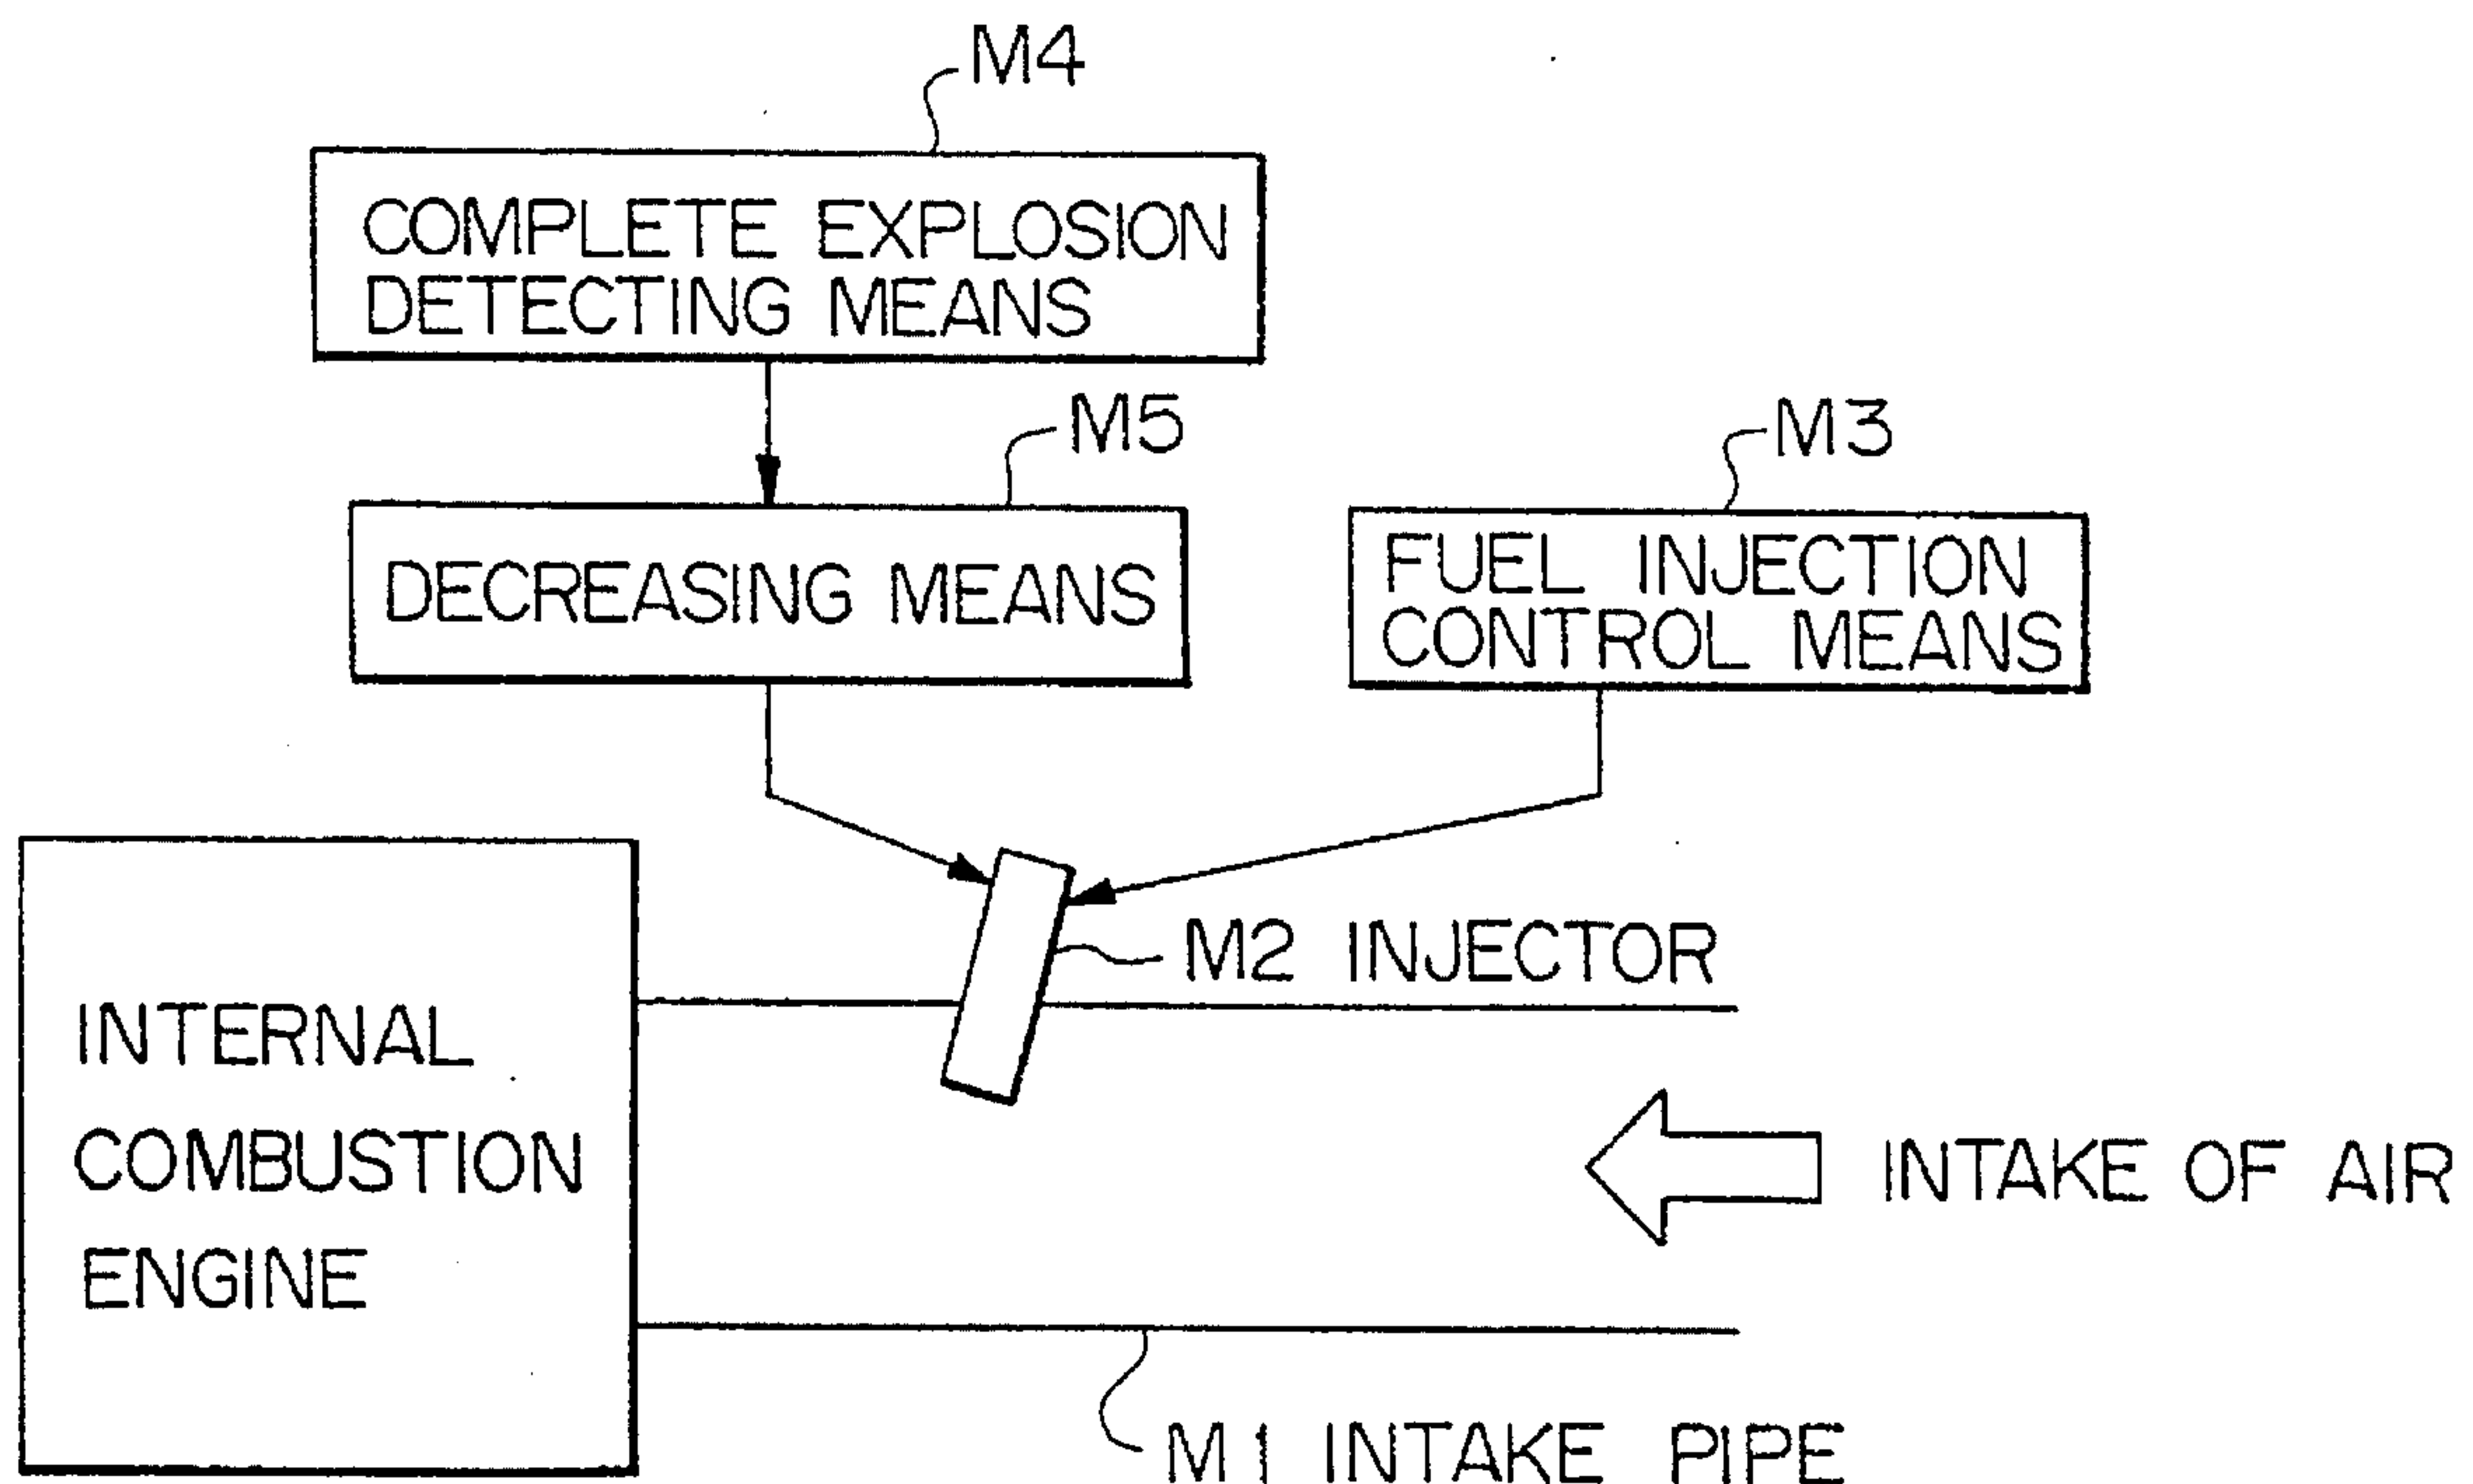 M4
COMPLETE EXPLOSION
DETECTING MEANS
M5
M3
DECREASING MEANS
FUEL INJECTION
CONTROL MEANS
M2 INJECTOR
INTERNAL
COMBUSTION
ENGINE
INTAKE OF AIR
M1 INTAKE PIPE